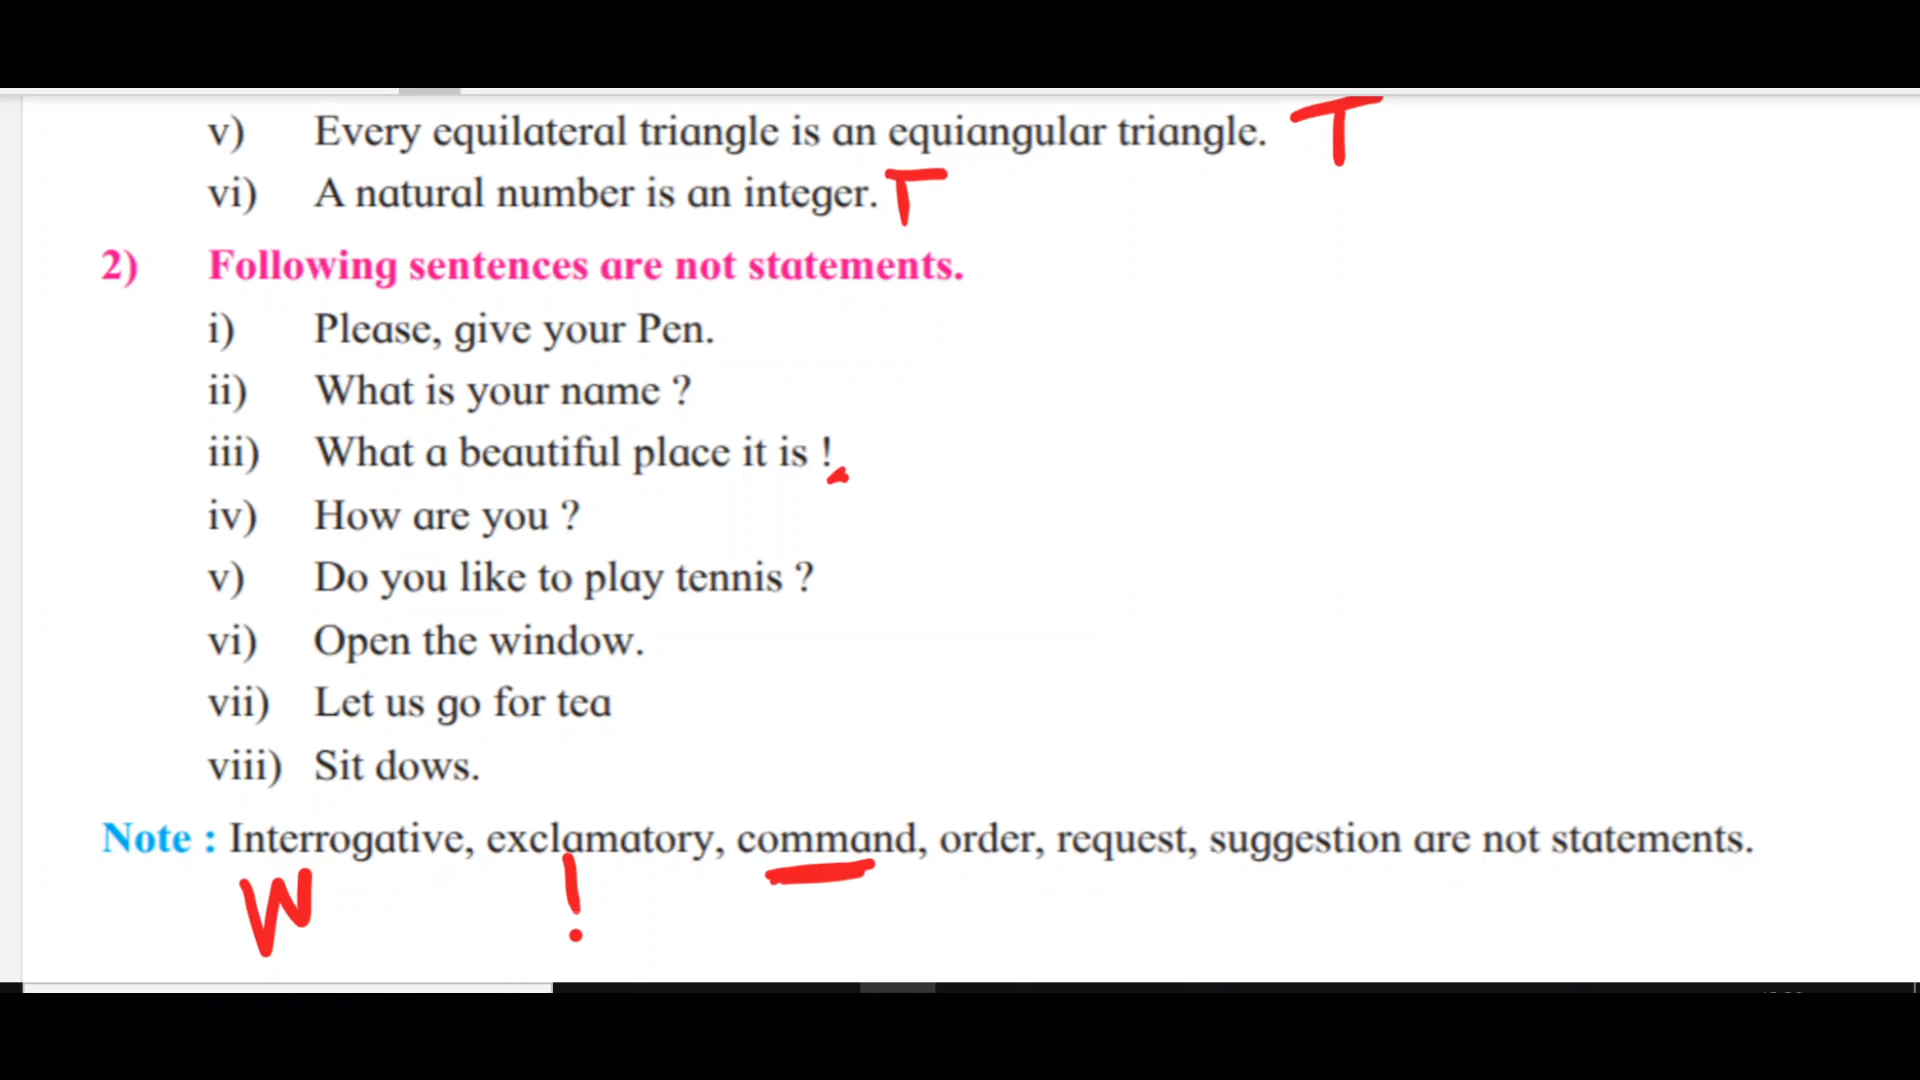 v) Every equilateral triangle is an equiangular triangle. T
vi) A natural number is an integer. T
2) Following sentences are not statements.
i) Please, give your Pen.
ii) What is your name ?
iii) What a beautiful place it is !
iv) How are you ?
v) Do you like to play tennis ?
vi) Open the window.
vii) Let us go for tea
viii) Sit dows.
Note : Interrogative, exclamatory, command, order, request, suggestion are not statements.
W !